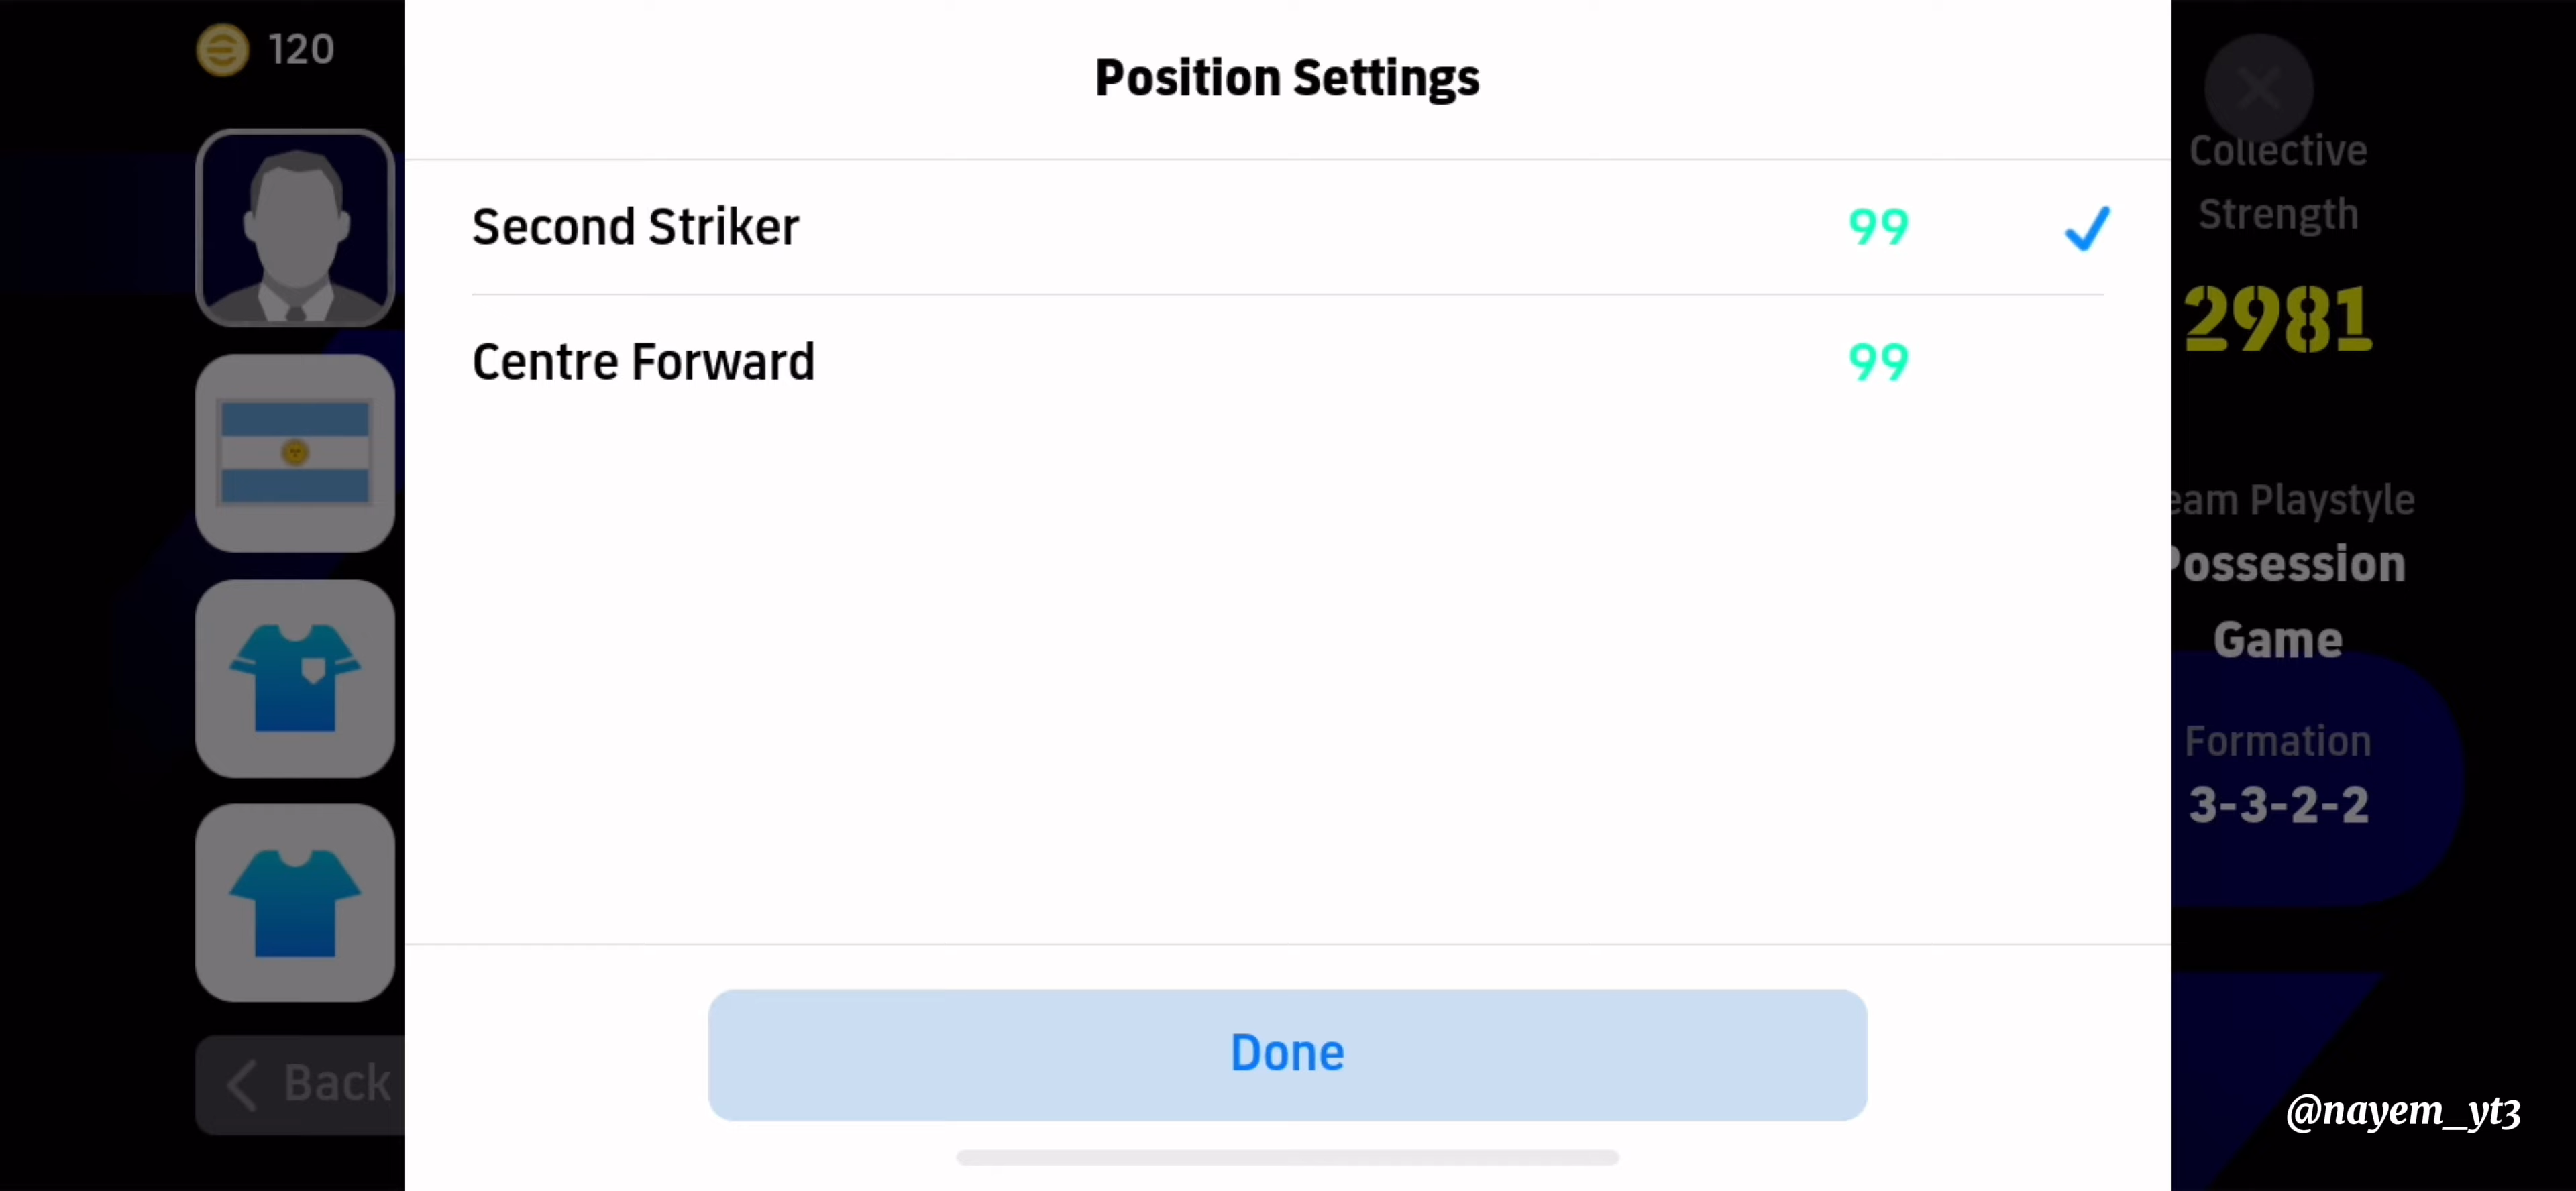 120
Position Settings
Second Striker 99
Centre Forward 99
Done
Back
Collective
Strength
2981
eam Playstyle
Possession
Game
Formation
3-3-2-2
@nayem_yt3